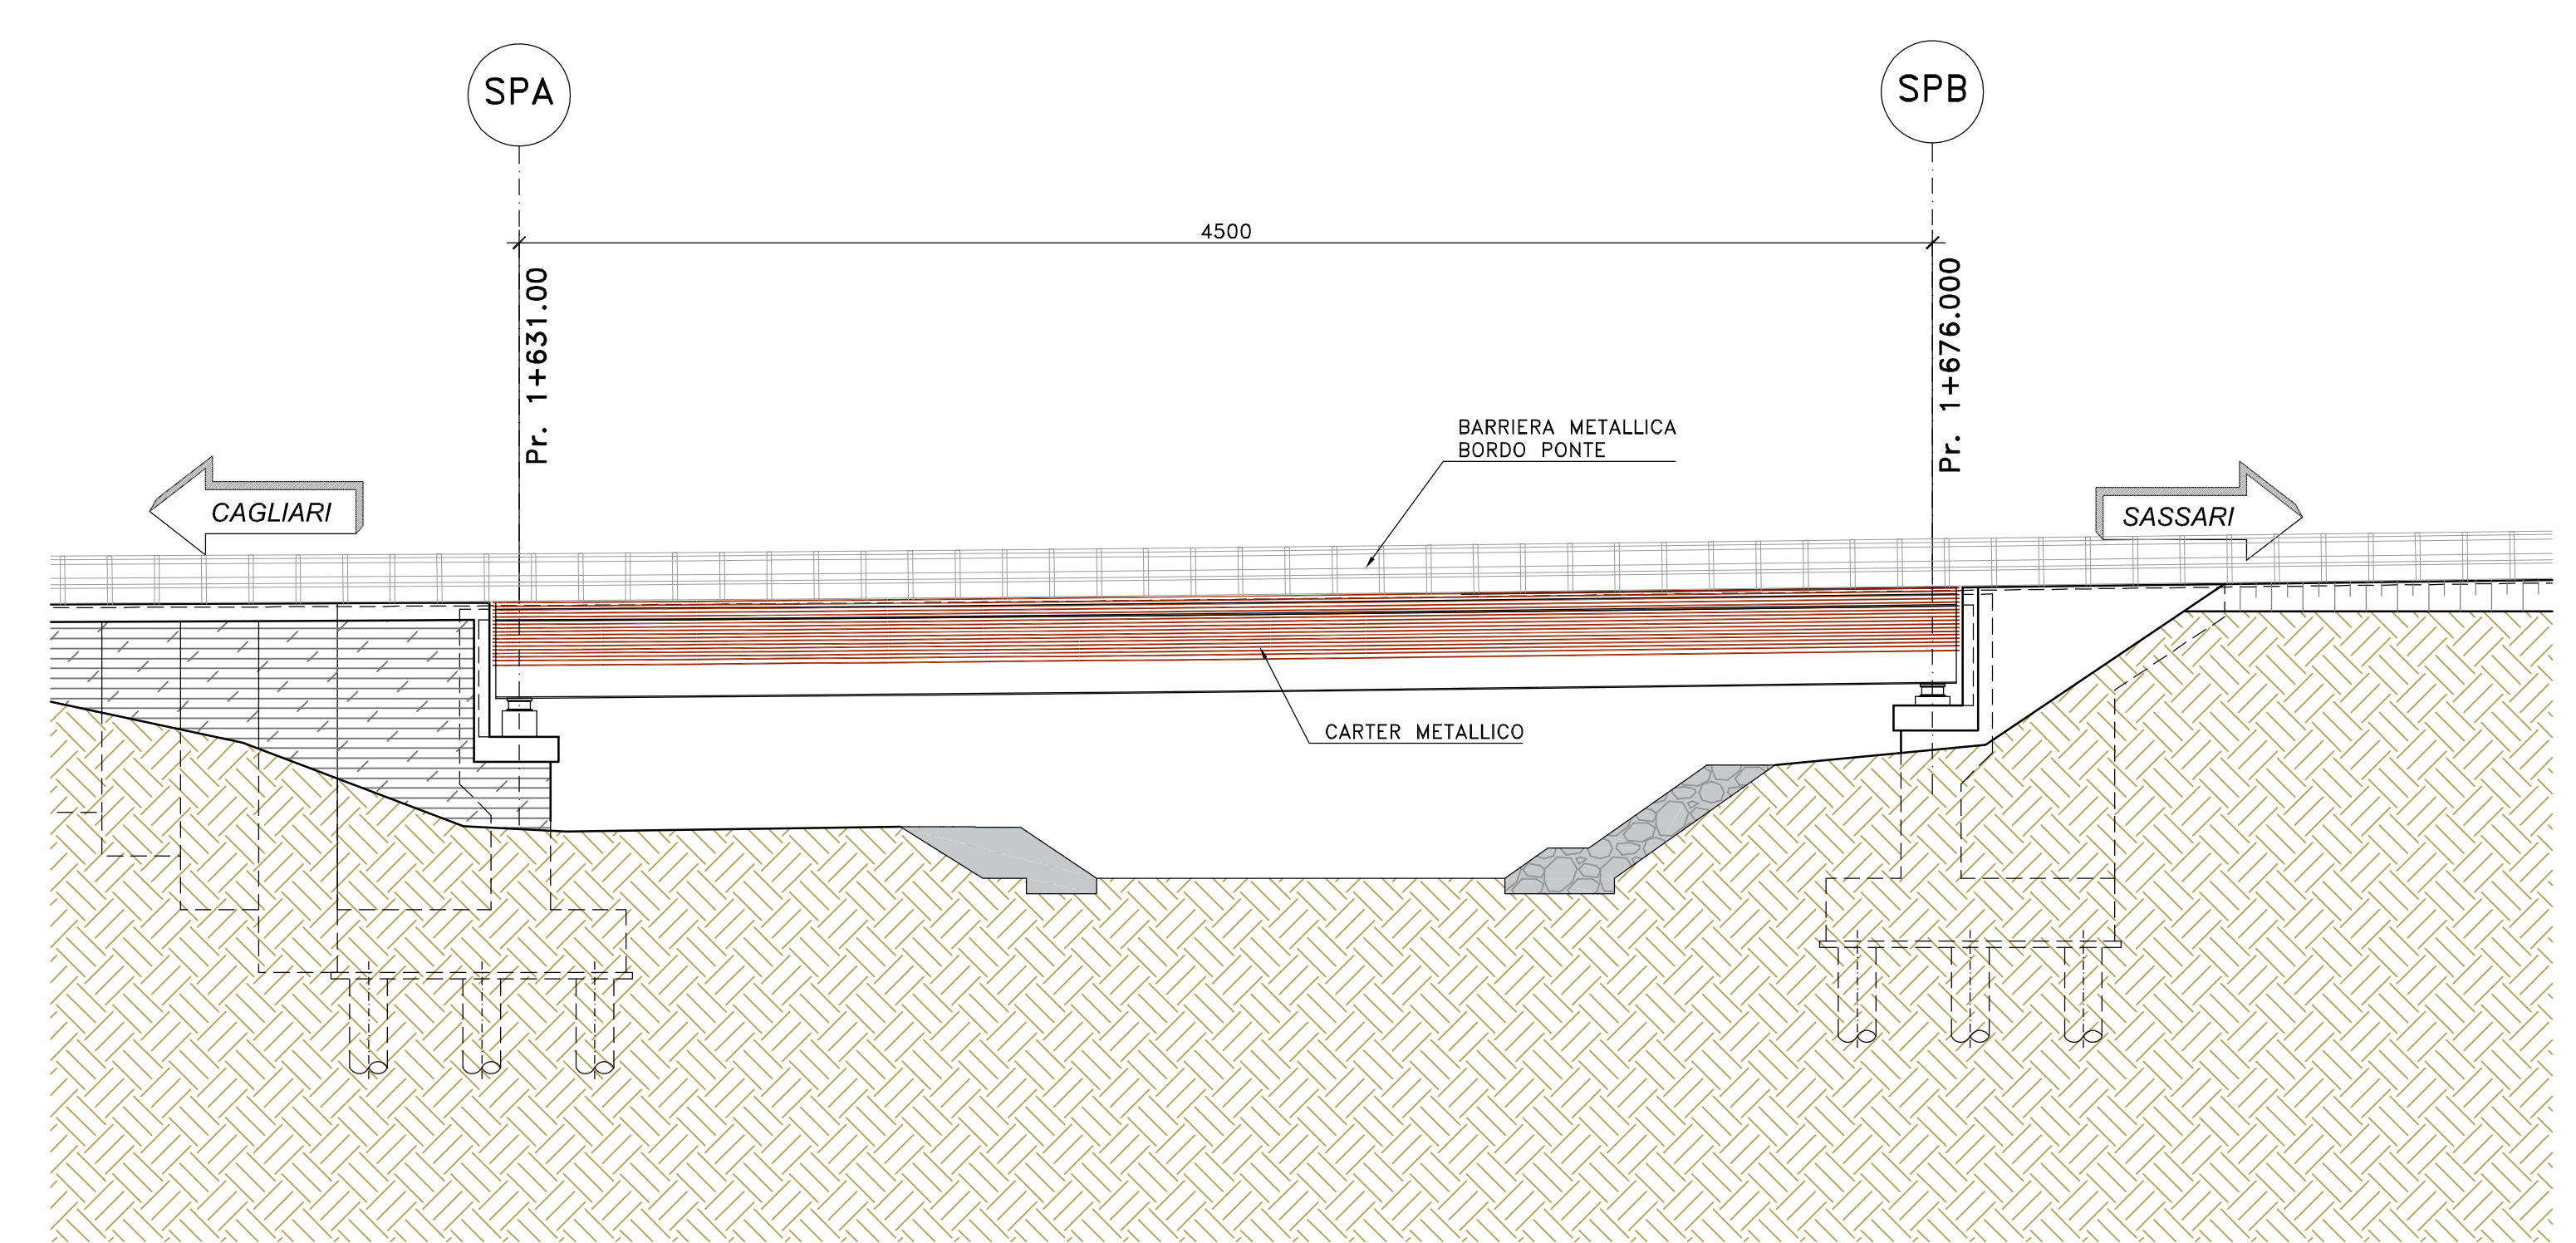 SPA
SPB
4500
Pr. 1+631.00
Pr. 1+676.000
BARRIERA METALLICA
BORDO PONTE
CAGLIARI
SASSARI
CARTER METALLICO